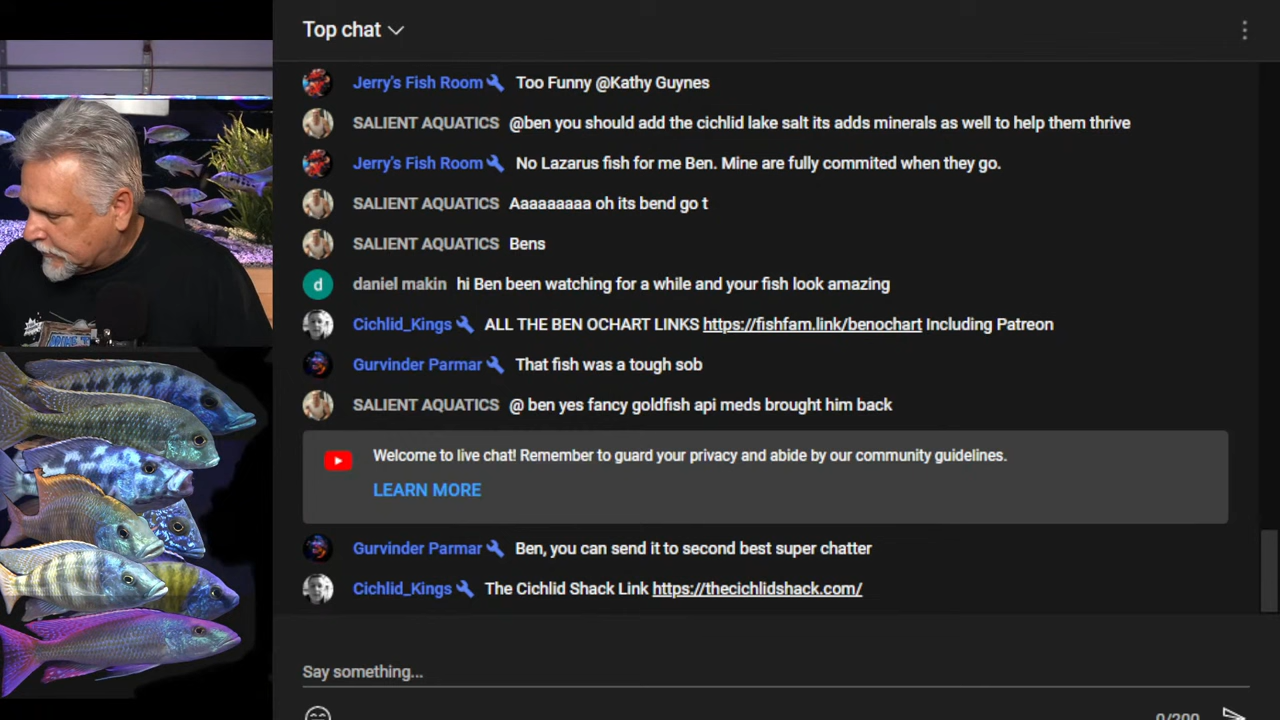 Top chat
Jerry's Fish Room Too Funny @Kathy Guynes
SALIENT AQUATICS @ben you should add the cichlid lake salt its adds minerals as well to help them thrive
Jerry's Fish Room No Lazarus fish for me Ben. Mine are fully commited when they go.
SALIENT AQUATICS Aaaaaaaaa oh its bend go t
SALIENT AQUATICS Bens
d daniel makin hi Ben been watching for a while and your fish look amazing
Cichlid_Kings ALL THE BEN OCHART LINKS https://fishfam.link/benochart Including Patreon
Gurvinder Parmar That fish was a tough sob
SALIENT AQUATICS @ ben yes fancy goldfish api meds brought him back
Welcome to live chat! Remember to guard your privacy and abide by our community guidelines.
LEARN MORE
Gurvinder Parmar Ben, you can send it to second best super chatter
Cichlid_Kings The Cichlid Shack Link https://thecichlidshack.com/
Say something...
0/200